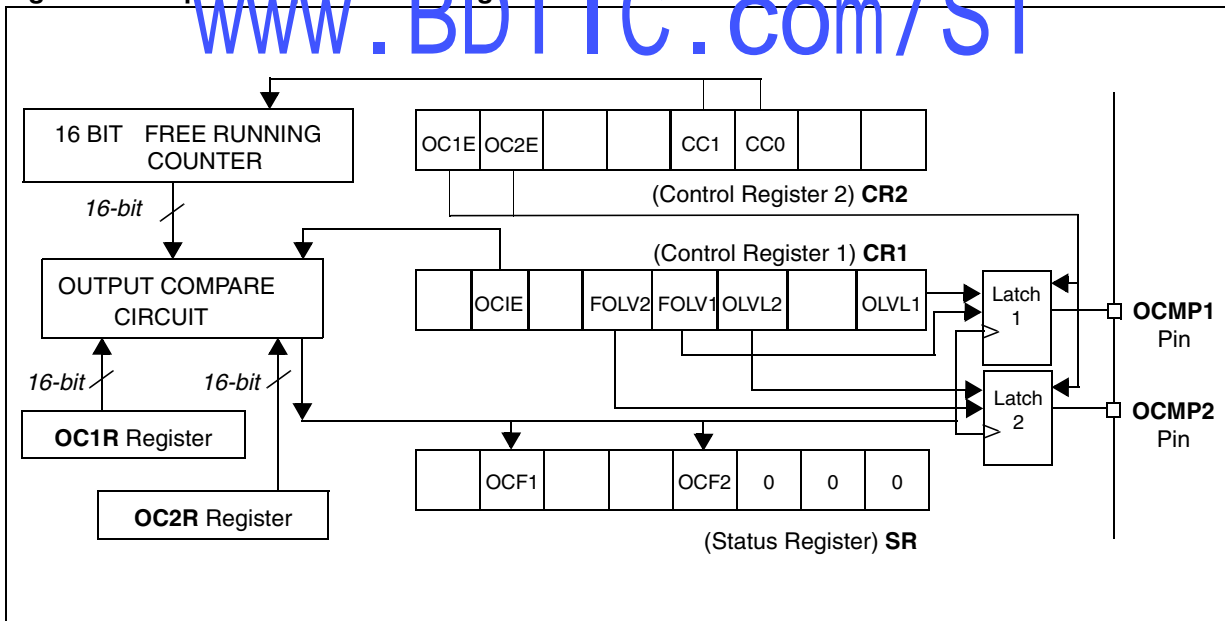 www.BDTIC.com/ST
16 BIT FREE RUNNING
COUNTER
OC1E OC2E CC1 CC0
(Control Register 2) CR2
16-bit
(Control Register 1) CR1
OUTPUT COMPARE
CIRCUIT
OCIE FOLV2 FOLV1 OLVL2 OLVL1
Latch
1
OCMP1
Pin
16-bit 16-bit
Latch
2
OCMP2
Pin
OC1R Register
OCF1 OCF2 0 0 0
OC2R Register
(Status Register) SR